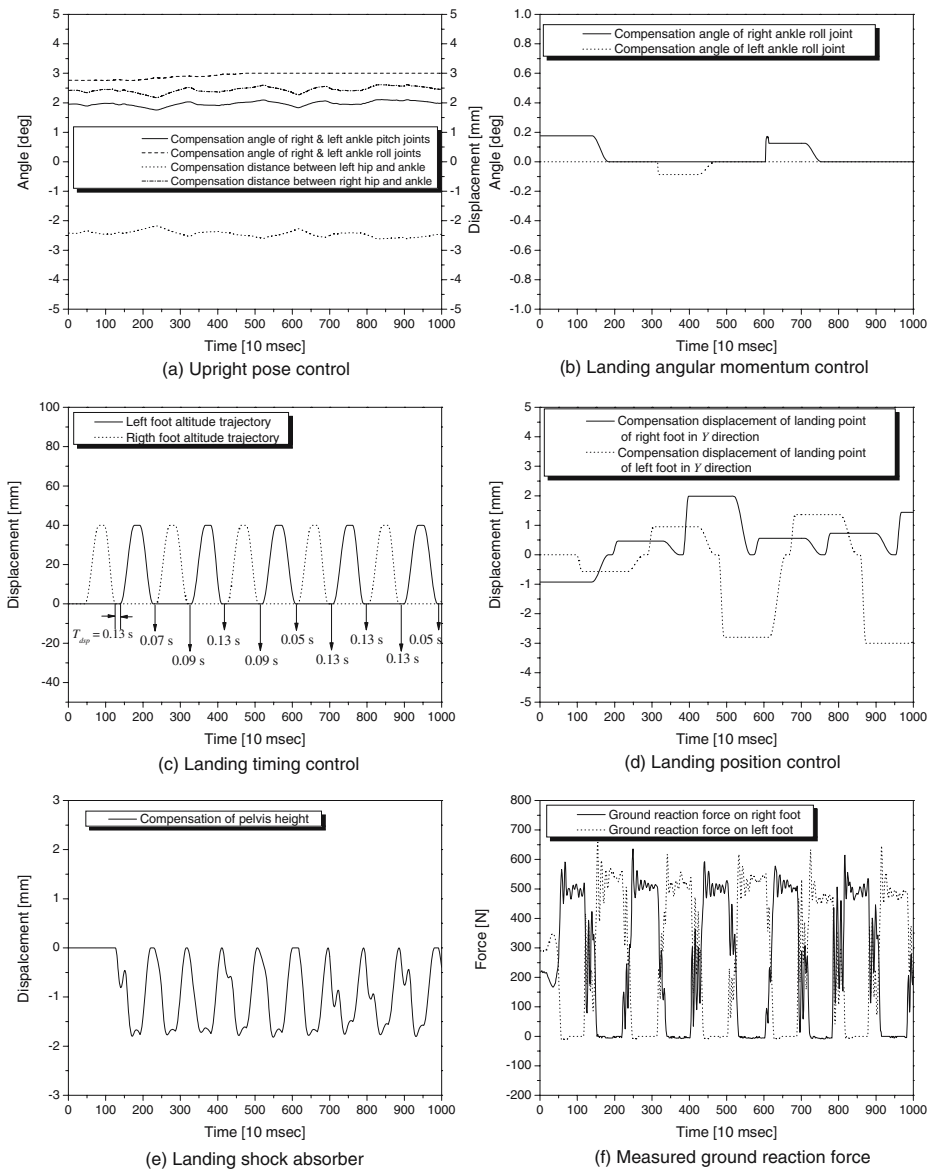 Compensation angle of right & left ankle pitch joints
Compensation angle of right & left ankle roll joints
Compensation distance between left hip and ankle
Compensation distance between right hip and ankle
Angle [deg]
Displacement [mm]
5
4
3
2
1
0
-1
-2
-3
-4
-5
5
4
3
2
1
0
-1
-2
-3
-4
-5
0 100 200 300 400 500 600 700 800 900 1000
Time [10 msec]
(a) Upright pose control
Compensation angle of right ankle roll joint
Compensation angle of left ankle roll joint
Angle [deg]
1.0
0.8
0.6
0.4
0.2
0.0
-0.2
-0.4
-0.6
-0.8
-1.0
0 100 200 300 400 500 600 700 800 900 1000
Time [10 msec]
(b) Landing angular momentum control
Left foot altitude trajectory
Rigth foot altitude trajectory
Displacement [mm]
100
80
60
40
20
0
-20
-40
T_dsp = 0.13 s
0.07 s
0.09 s
0.13 s
0.09 s
0.05 s
0.13 s
0.13 s
0.13 s
0.05 s
0 100 200 300 400 500 600 700 800 900 1000
Time [10 msec]
(c) Landing timing control
Compensation displacement of landing point
of right foot in Y direction
Compensation displacement of landing point
of left foot in Y direction
Displacement [mm]
5
4
3
2
1
0
-1
-2
-3
-4
-5
0 100 200 300 400 500 600 700 800 900 1000
Time [10 msec]
(d) Landing position control
Compensation of pelvis height
Dispalcement [mm]
3
2
1
0
-1
-2
-3
0 100 200 300 400 500 600 700 800 900 1000
Time [10 msec]
(e) Landing shock absorber
Ground reaction force on right foot
Ground reaction force on left foot
Force [N]
800
700
600
500
400
300
200
100
0
-100
-200
0 100 200 300 400 500 600 700 800 900 1000
Time [10 msec]
(f) Measured ground reaction force